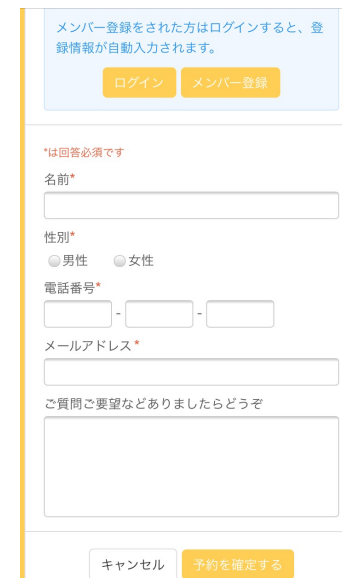 メンバー登録をされた方はログインすると、登
録情報が自動入力されます。
ログイン メンバー登録
*は回答必須です
名前*
性別*
男性 女性
電話番号*
- -
メールアドレス*
ご質問ご要望などありましたらどうぞ
キャンセル 予約を確定する